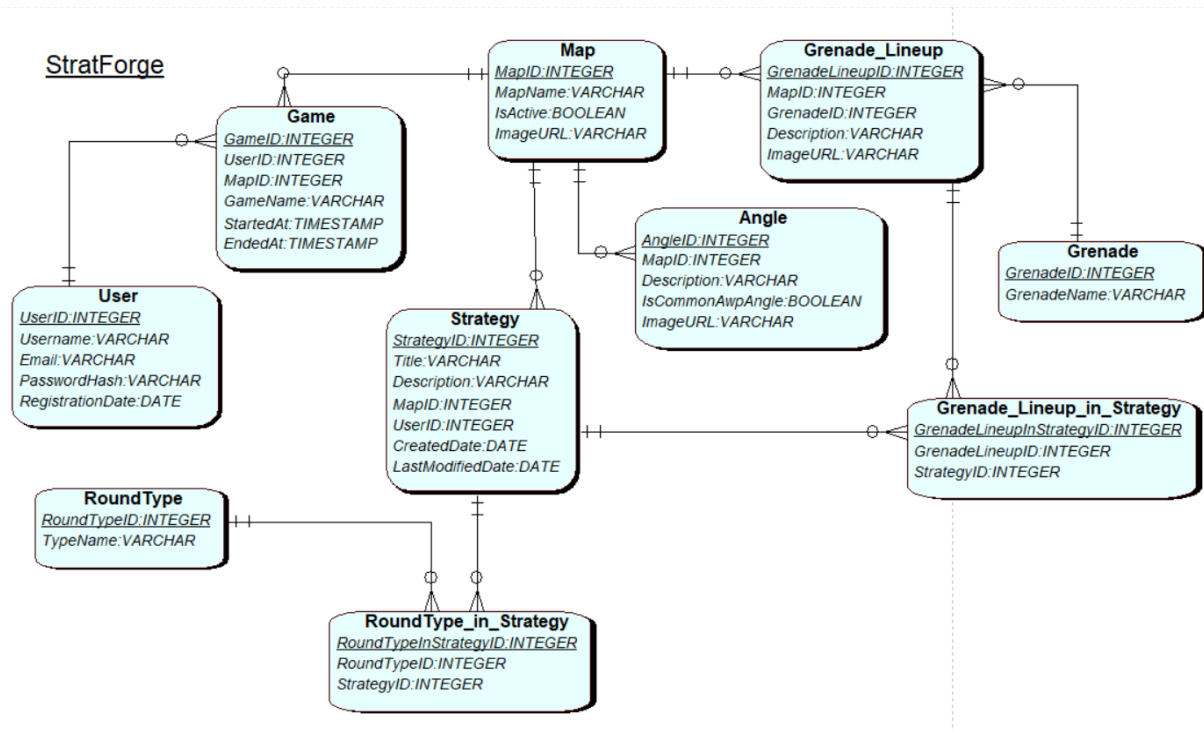 StratForge
Map
MapID:INTEGER
MapName:VARCHAR
IsActive:BOOLEAN
ImageURL:VARCHAR
Grenade_Lineup
GrenadeLineupID:INTEGER
MapID:INTEGER
GrenadeID:INTEGER
Description:VARCHAR
ImageURL:VARCHAR
Game
GameID:INTEGER
UserID:INTEGER
MapID:INTEGER
GameName:VARCHAR
StartedAt:TIMESTAMP
EndedAt:TIMESTAMP
Angle
AngleID:INTEGER
MapID:INTEGER
Description:VARCHAR
IsCommonAwpAngle:BOOLEAN
ImageURL:VARCHAR
Grenade
GrenadeID:INTEGER
GrenadeName:VARCHAR
User
UserID:INTEGER
Username:VARCHAR
Email:VARCHAR
PasswordHash:VARCHAR
RegistrationDate:DATE
Strategy
StrategyID:INTEGER
Title:VARCHAR
Description:VARCHAR
MapID:INTEGER
UserID:INTEGER
CreatedDate:DATE
LastModifiedDate:DATE
Grenade_Lineup_in_Strategy
GrenadeLineupInStrategyID:INTEGER
GrenadeLineupID:INTEGER
StrategyID:INTEGER
RoundType
RoundTypeID:INTEGER
TypeName:VARCHAR
RoundType_in_Strategy
RoundTypeInStrategyID:INTEGER
RoundTypeID:INTEGER
StrategyID:INTEGER